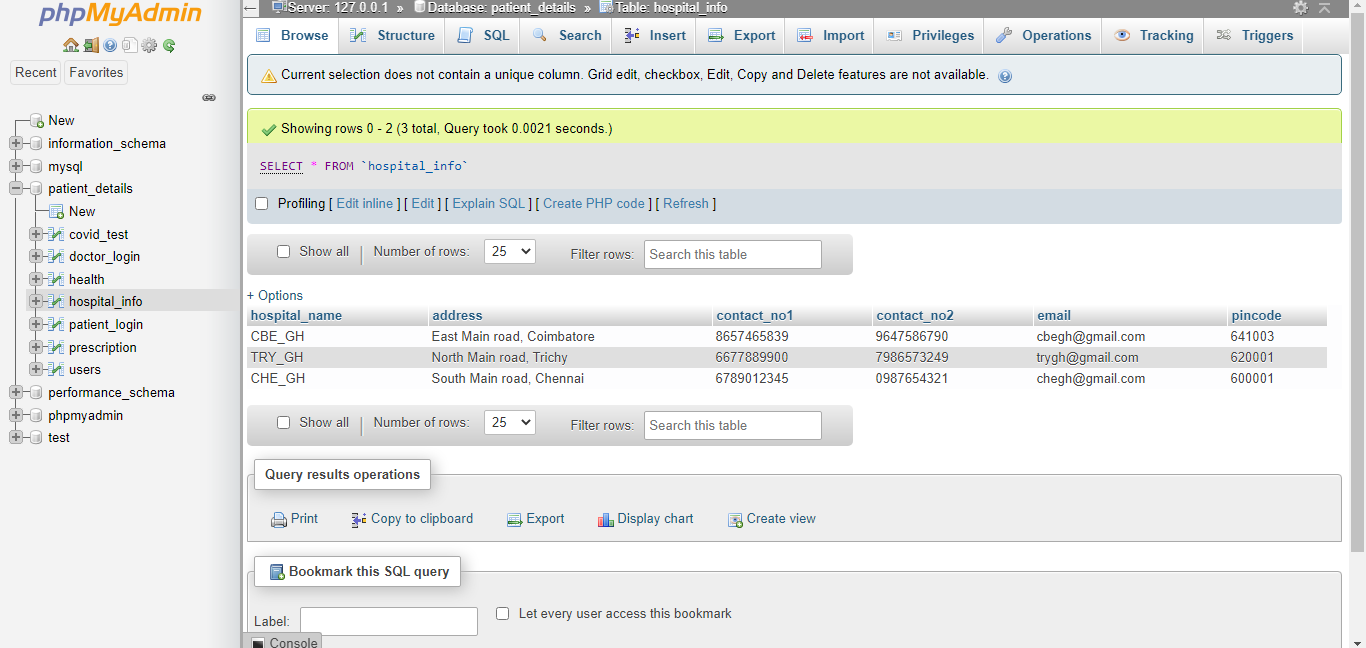 phpMyAdmin
Recent Favorites
New
information_schema
mysql
patient_details
New
covid_test
doctor_login
health
hospital_info
patient_login
prescription
users
performance_schema
phpmyadmin
test
Server: 127.0.0.1 » Database: patient_details » Table: hospital_info
Browse Structure SQL Search Insert Export Import Privileges Operations Tracking Triggers
Current selection does not contain a unique column. Grid edit, checkbox, Edit, Copy and Delete features are not available.
Showing rows 0 - 2 (3 total, Query took 0.0021 seconds.)
SELECT * FROM `hospital_info`
Profiling [ Edit inline ] [ Edit ] [ Explain SQL ] [ Create PHP code ] [ Refresh ]
Show all | Number of rows: 25 Filter rows: Search this table
+ Options
hospital_name address contact_no1 contact_no2 email pincode
CBE_GH East Main road, Coimbatore 8657465839 9647586790 cbegh@gmail.com 641003
TRY_GH North Main road, Trichy 6677889900 7986573249 trygh@gmail.com 620001
CHE_GH South Main road, Chennai 6789012345 0987654321 chegh@gmail.com 600001
Show all | Number of rows: 25 Filter rows: Search this table
Query results operations
Print Copy to clipboard Export Display chart Create view
Bookmark this SQL query
Label: Let every user access this bookmark
Console